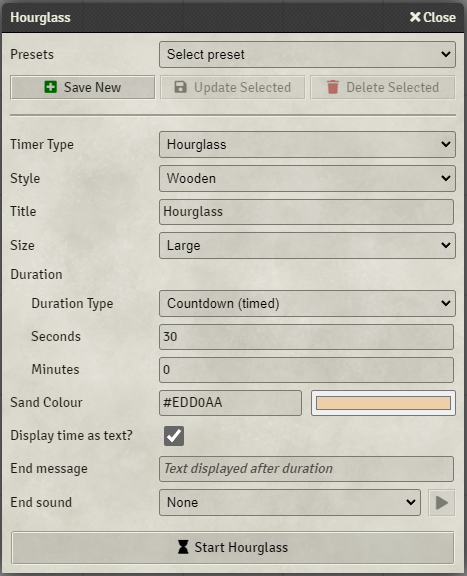 Hourglass Close
Presets Select preset
Save New Update Selected Delete Selected
Timer Type Hourglass
Style Wooden
Title Hourglass
Size Large
Duration
Duration Type Countdown (timed)
Seconds 30
Minutes 0
Sand Colour #EDD0AA
Display time as text?
End message Text displayed after duration
End sound None
Start Hourglass